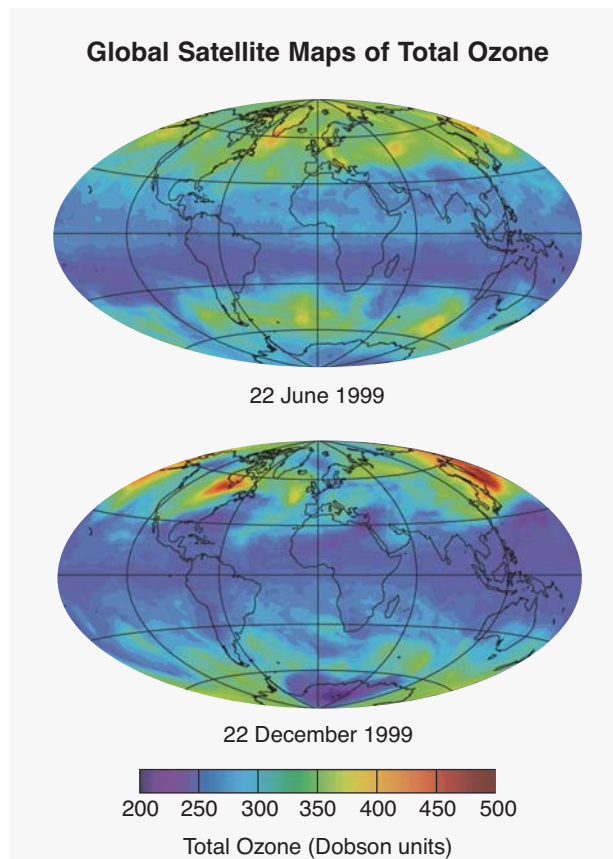 Global Satellite Maps of Total Ozone
22 June 1999
22 December 1999
200 250 300 350 400 450 500
Total Ozone (Dobson units)